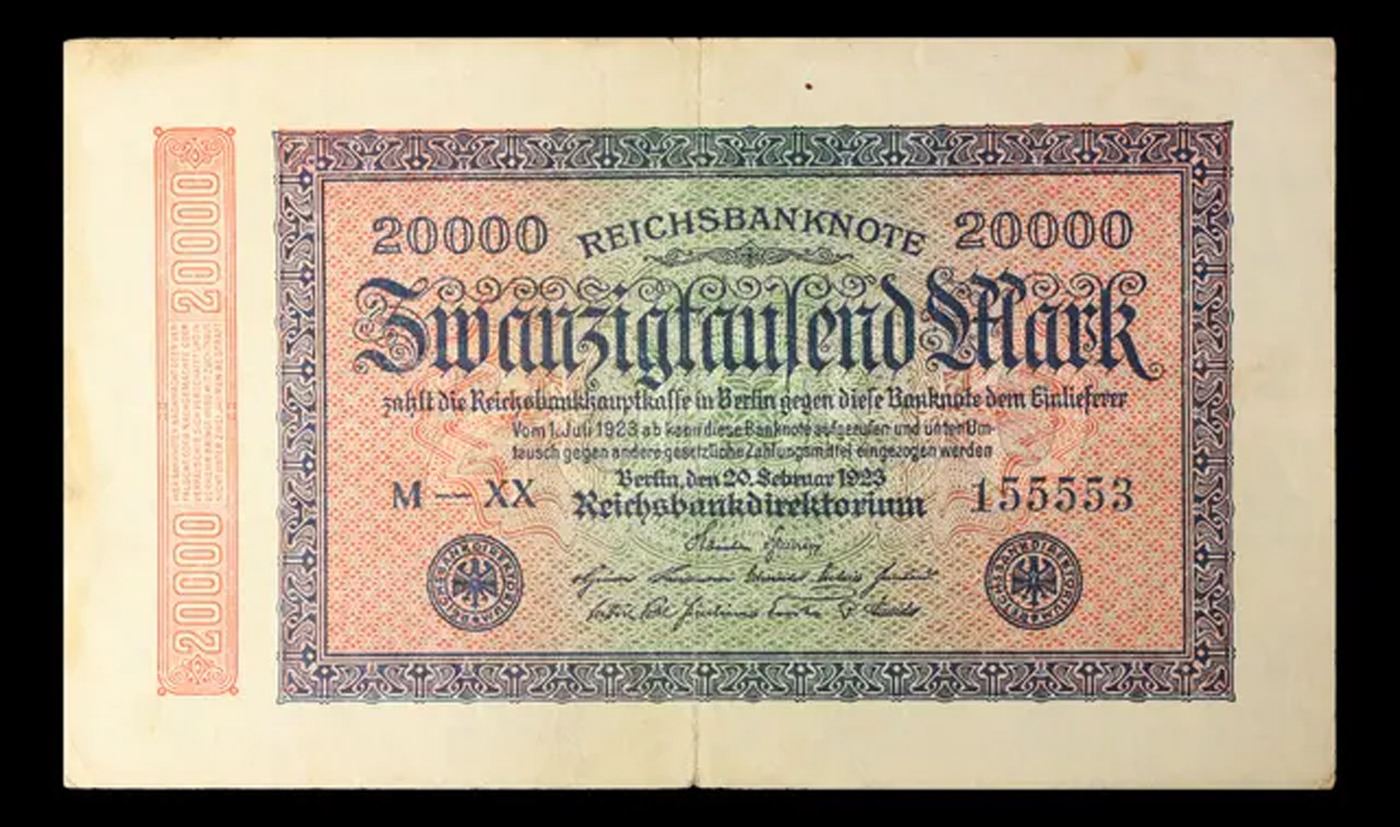 20000 REICHSBANKNOTE 20000
Zwanzigtausend Mark
zahlt die Reichsbankhauptkasse in Berlin gegen diese Banknote dem Einlieferer
Vom 1. Juli 1923 ab kann diese Banknote aufgerufen und unter Um-
tausch gegen andere gesetzliche Zahlungsmittel eingezogen werden
Berlin, den 20. Februar 1923
Reichsbankdirektorium
M — XX 155553
REICHSBANKDIREKTORIUM
REICHSBANKDIREKTORIUM
20000 20000